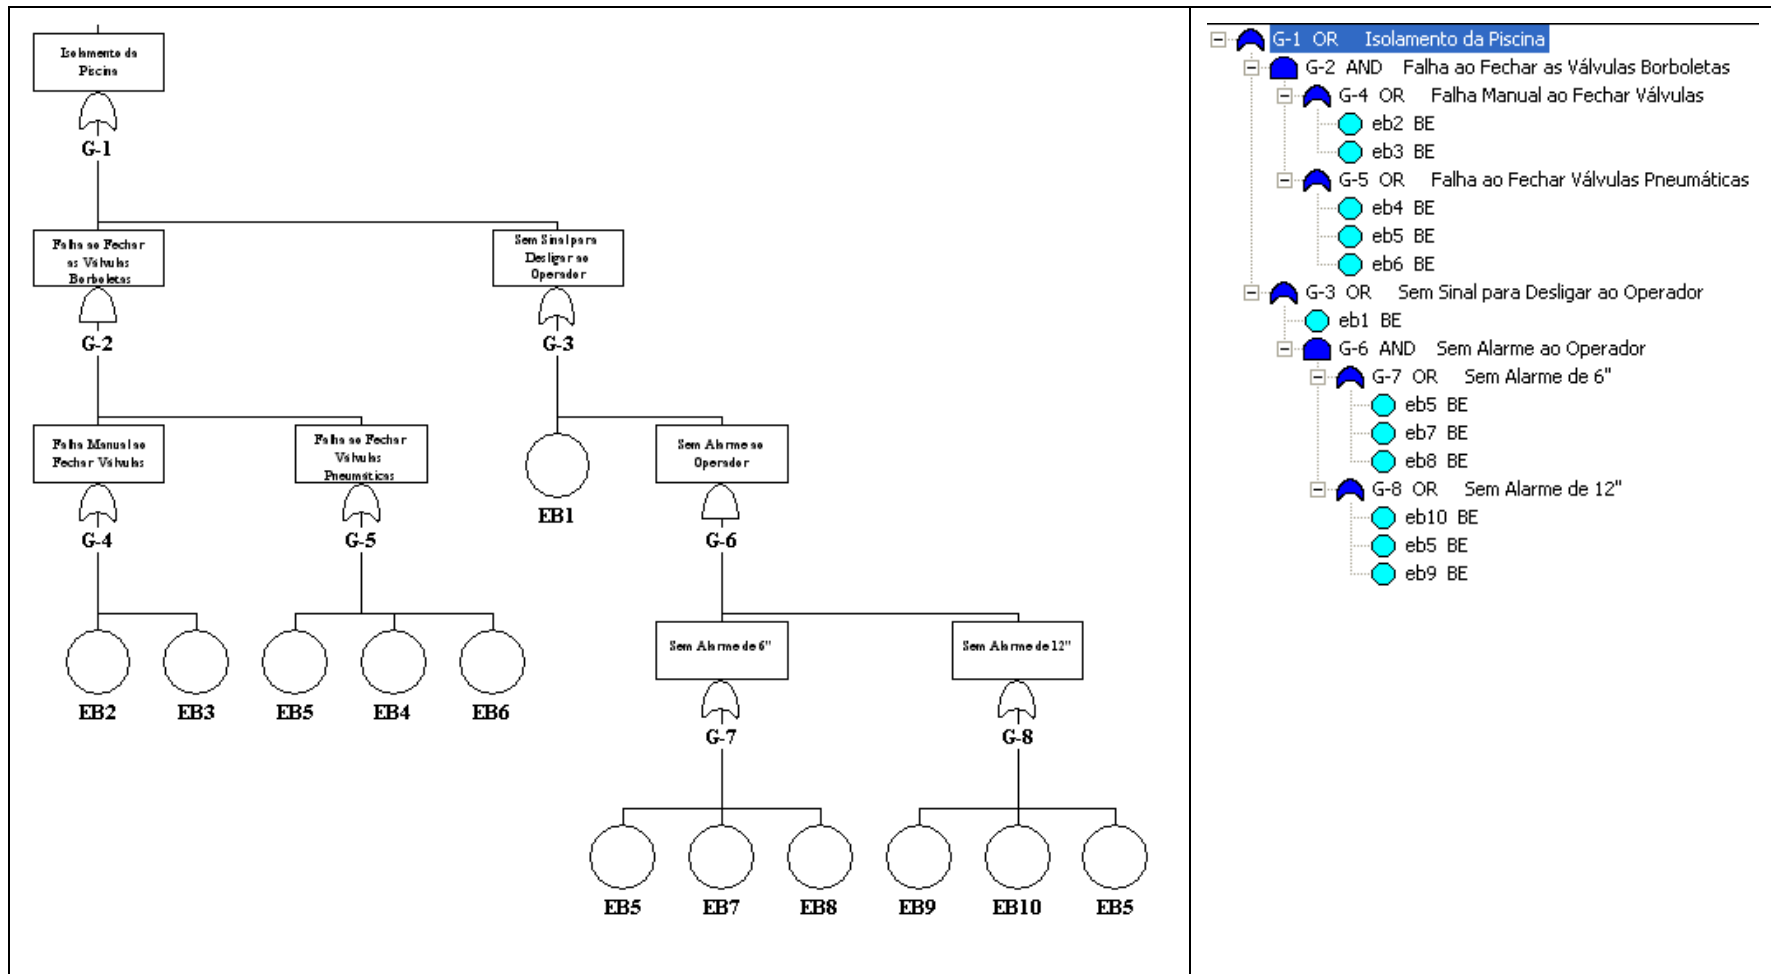 Isolamento da
Piscina
G-1
Falha ao Fechar
as Válvulas
Borboletas
Sem Sinal para
Desligar ao
Operador
G-2
G-3
Falha Manual ao
Fechar Válvulas
Falha ao Fechar
Válvulas
Pneumáticas
Sem Alarme ao
Operador
EB1
G-4
G-5
G-6
Sem Alarme de 6"
Sem Alarme de 12"
EB2
EB3
EB5
EB4
EB6
G-7
G-8
EB5
EB7
EB8
EB9
EB10
EB5
G-1 OR Isolamento da Piscina
G-2 AND Falha ao Fechar as Válvulas Borboletas
G-4 OR Falha Manual ao Fechar Válvulas
eb2 BE
eb3 BE
G-5 OR Falha ao Fechar Válvulas Pneumáticas
eb4 BE
eb5 BE
eb6 BE
G-3 OR Sem Sinal para Desligar ao Operador
eb1 BE
G-6 AND Sem Alarme ao Operador
G-7 OR Sem Alarme de 6"
eb5 BE
eb7 BE
eb8 BE
G-8 OR Sem Alarme de 12"
eb10 BE
eb5 BE
eb9 BE